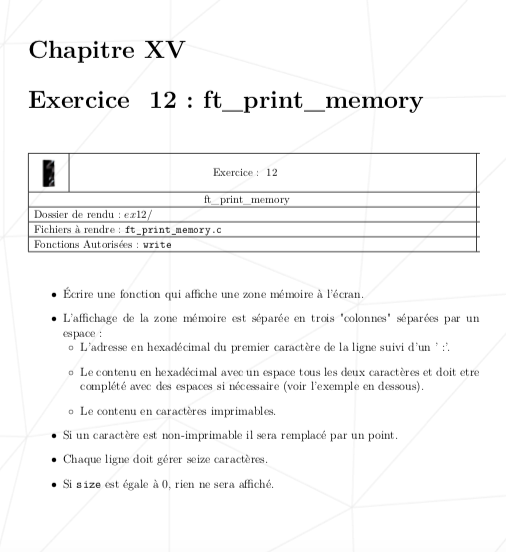 Chapitre XV
Exercice 12 : ft_print_memory
Exercice : 12
ft_print_memory
Dossier de rendu : ex12/
Fichiers à rendre : ft_print_memory.c
Fonctions Autorisées : write
• Écrire une fonction qui affiche une zone mémoire à l'écran.
• L'affichage de la zone mémoire est séparée en trois "colonnes" séparées par un
espace :
◦ L'adresse en hexadécimal du premier caractère de la ligne suivi d'un ' :'.
◦ Le contenu en hexadécimal avec un espace tous les deux caractères et doit etre
complété avec des espaces si nécessaire (voir l'exemple en dessous).
◦ Le contenu en caractères imprimables.
• Si un caractère est non-imprimable il sera remplacé par un point.
• Chaque ligne doit gérer seize caractères.
• Si size est égale à 0, rien ne sera affiché.